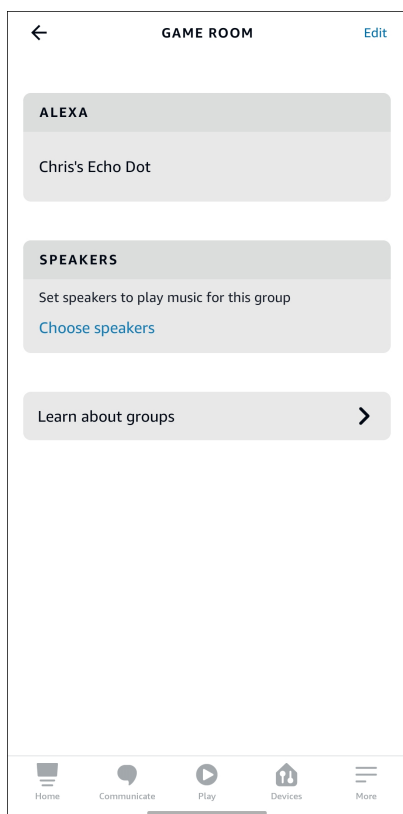 GAME ROOM
Edit
ALEXA
Chris's Echo Dot
SPEAKERS
Set speakers to play music for this group
Choose speakers
Learn about groups
Home
Communicate
Play
Devices
More